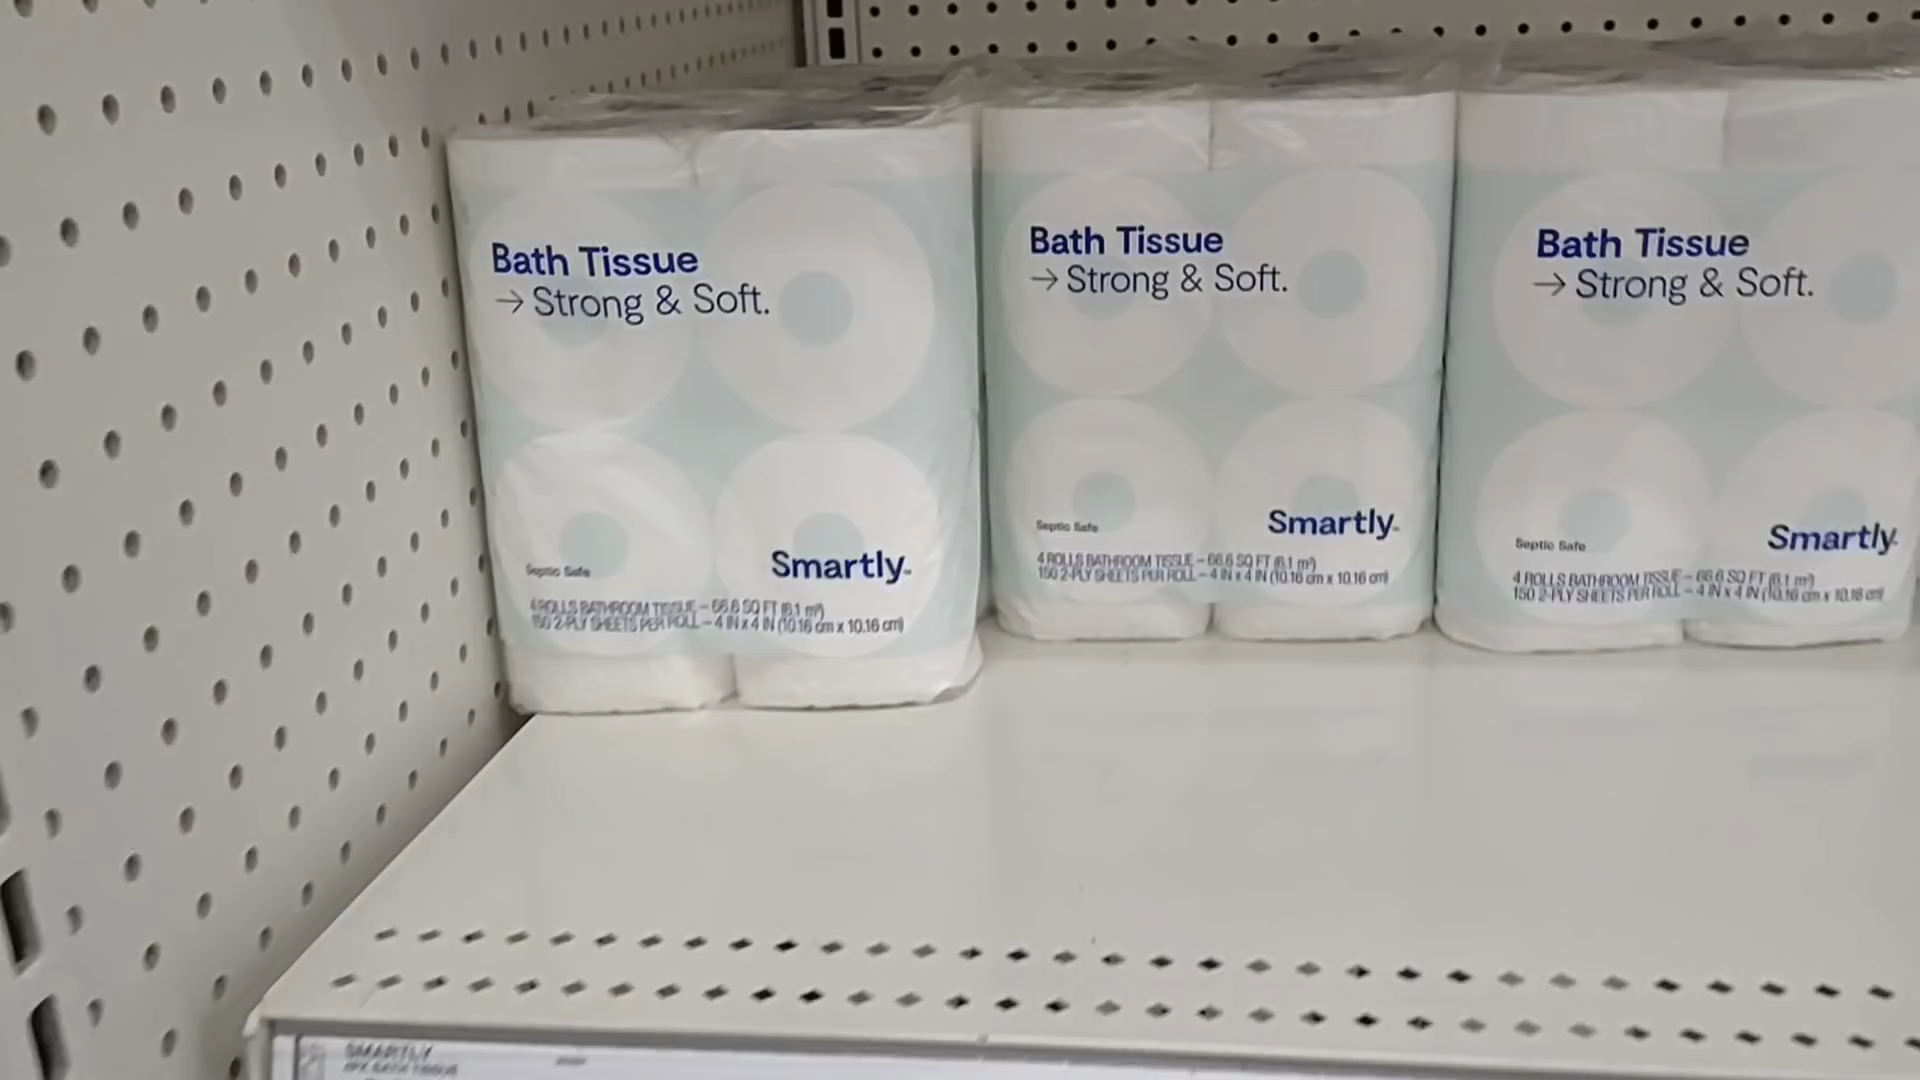 Bath Tissue
→ Strong & Soft.
Septic Safe
Smartly
4 ROLLS BATHROOM TISSUE – 66.6 SQ FT (6.1 m²)
150 2-PLY SHEETS PER ROLL – 4 IN x 4 IN (10.16 cm x 10.16 cm)
Bath Tissue
→ Strong & Soft.
Septic Safe
Smartly
4 ROLLS BATHROOM TISSUE – 66.6 SQ FT (6.1 m²)
150 2-PLY SHEETS PER ROLL – 4 IN x 4 IN (10.16 cm x 10.16 cm)
Bath Tissue
→ Strong & Soft.
Septic Safe
Smartly
4 ROLLS BATHROOM TISSUE – 66.6 SQ FT (6.1 m²)
150 2-PLY SHEETS PER ROLL – 4 IN x 4 IN (10.16 cm x 10.16 cm)
SMARTLY
BATH TISSUE